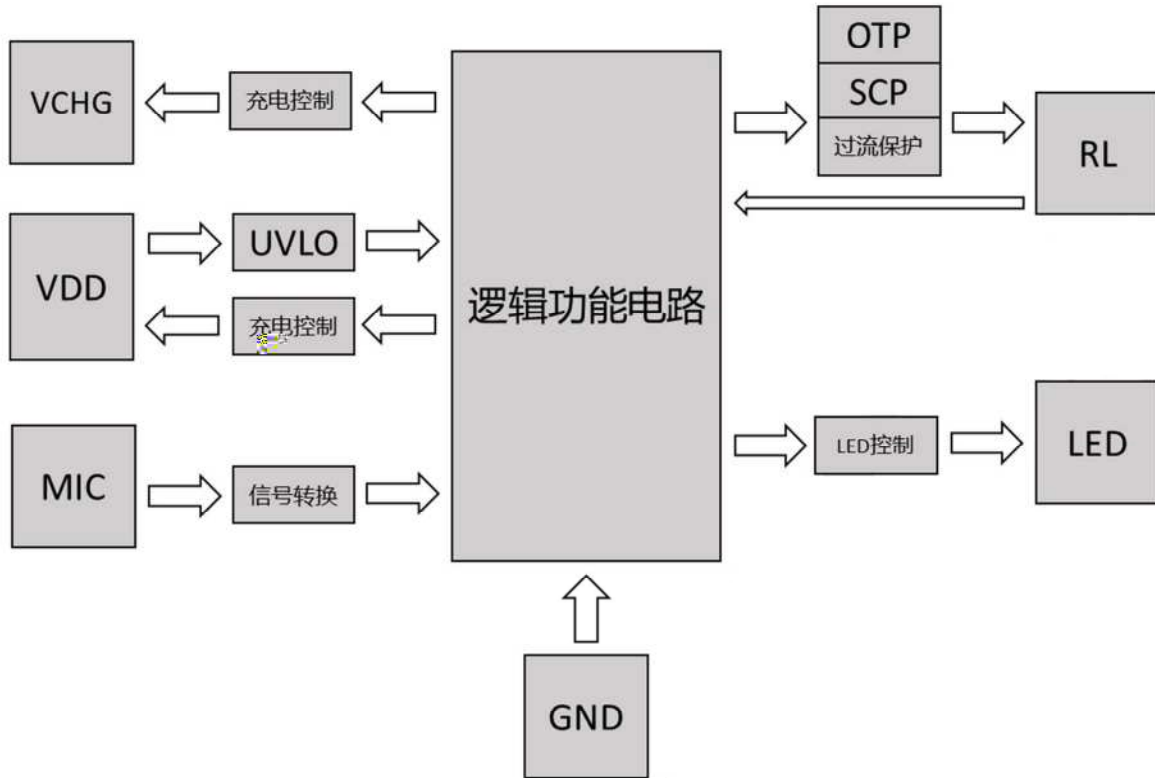 OTP
SCP
过流保护
VCHG
充电控制
RL
VDD
UVLO
充电控制
逻辑功能电路
MIC
信号转换
LED控制
LED
GND